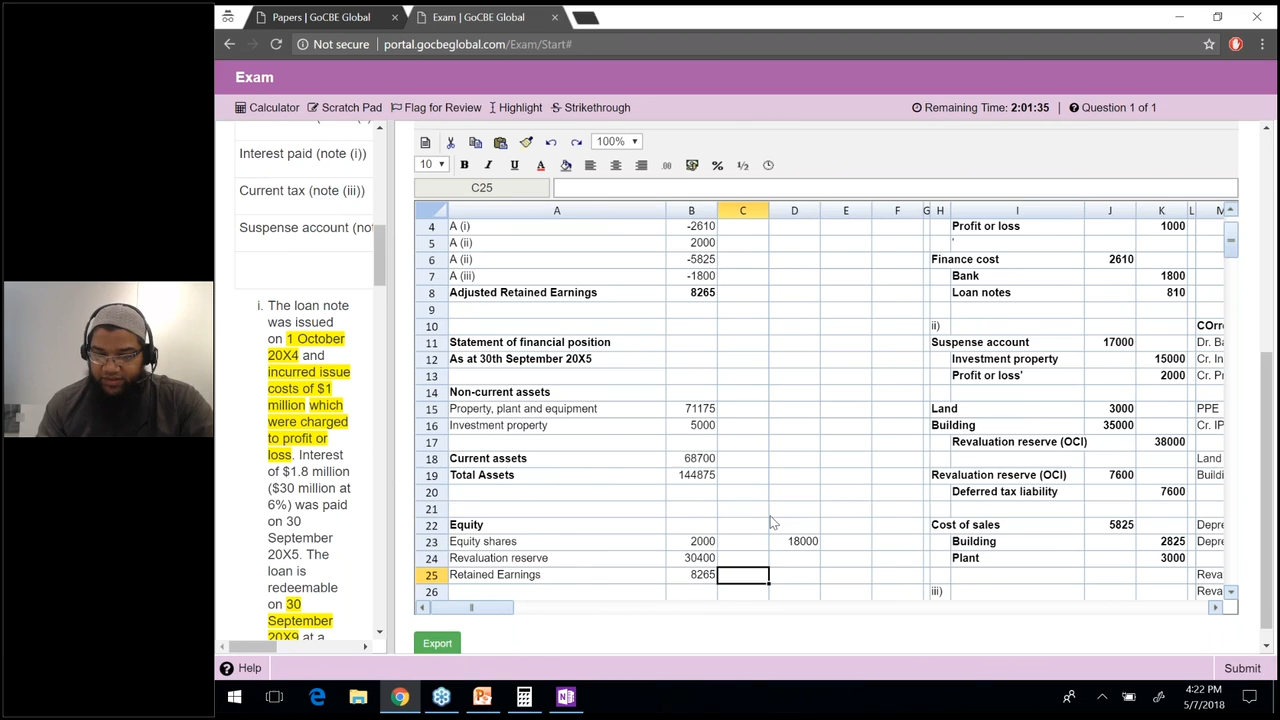 Papers | GoCBE Global
Exam | GoCBE Global
Not secure
portal.gocbeglobal.com/Exam/Start#
Exam
Calculator
Scratch Pad
Flag for Review
Highlight
Strikethrough
Remaining Time: 2:01:35
Question 1 of 1
Interest paid (note (i))
Current tax (note (iii))
Suspense account (no
i. The loan note
was issued
on 1 October
20X4 and
incurred issue
costs of $1
million which
were charged
to profit or
loss. Interest
of $1.8 million
($30 million at
6%) was paid
on 30
September
20X5. The
loan is
redeemable
on 30
September
20X9 at a
100%
10
C25
A B C D E F G H I J K L M
4 A (i) -2610 Profit or loss 1000
5 A (ii) 2000 '
6 A (ii) -5825 Finance cost 2610
7 A (iii) -1800 Bank 1800
8 Adjusted Retained Earnings 8265 Loan notes 810
9
10 ii) COrre
11 Statement of financial position Suspense account 17000 Dr. Ba
12 As at 30th September 20X5 Investment property 15000 Cr. In
13 Profit or loss' 2000 Cr. Pr
14 Non-current assets
15 Property, plant and equipment 71175 Land 3000 PPE
16 Investment property 5000 Building 35000 Cr. IP
17 Revaluation reserve (OCI) 38000
18 Current assets 68700 Land
19 Total Assets 144875 Revaluation reserve (OCI) 7600 Buildi
20 Deferred tax liability 7600
21
22 Equity Cost of sales 5825 Depre
23 Equity shares 2000 18000 Building 2825 Depre
24 Revaluation reserve 30400 Plant 3000
25 Retained Earnings 8265 Reva
26 iii) Reva
Export
Help
Submit
4:22 PM
5/7/2018